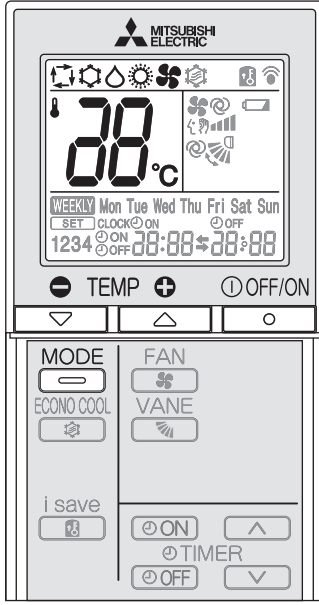 MITSUBISHI
ELECTRIC
88°C
WEEKLY Mon Tue Wed Thu Fri Sat Sun
SET CLOCK ON OFF
1234 ON 88:88 88:88
OFF
TEMP OFF/ON
MODE FAN
ECONO COOL VANE
i save
ON
TIMER
OFF